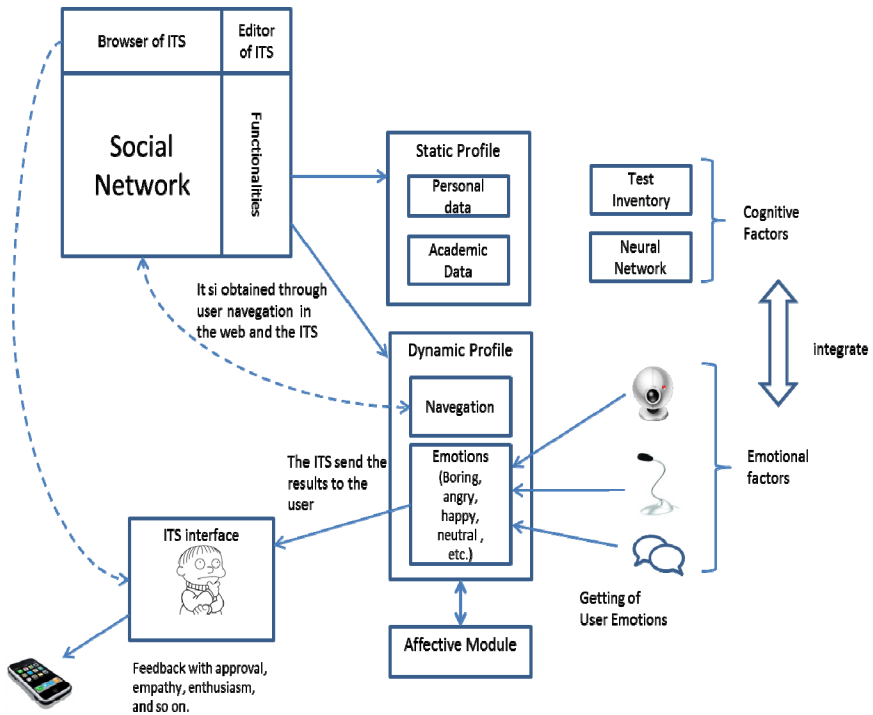 Browser of ITS
Editor
of ITS
Social
Network
Functionalities
Static Profile
Personal
data
Academic
Data
Test
Inventory
Neural
Network
Cognitive
Factors
It si obtained through
user navigation in
the web and the ITS
integrate
Dynamic Profile
Navegation
Emotions
(Boring,
angry,
happy,
neutral ,
etc.)
Emotional
factors
The ITS send the
results to the
user
ITS interface
Getting of
User Emotions
Affective Module
Feedback with approval,
empathy, enthusiasm,
and so on.